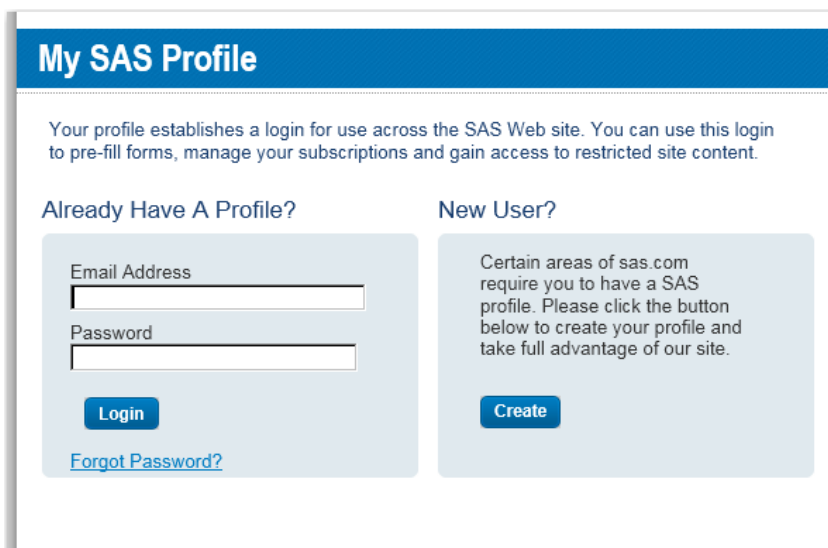 My SAS Profile
Your profile establishes a login for use across the SAS Web site. You can use this login
to pre-fill forms, manage your subscriptions and gain access to restricted site content.
Already Have A Profile?
Email Address
Password
Login
Forgot Password?
New User?
Certain areas of sas.com
require you to have a SAS
profile. Please click the button
below to create your profile and
take full advantage of our site.
Create